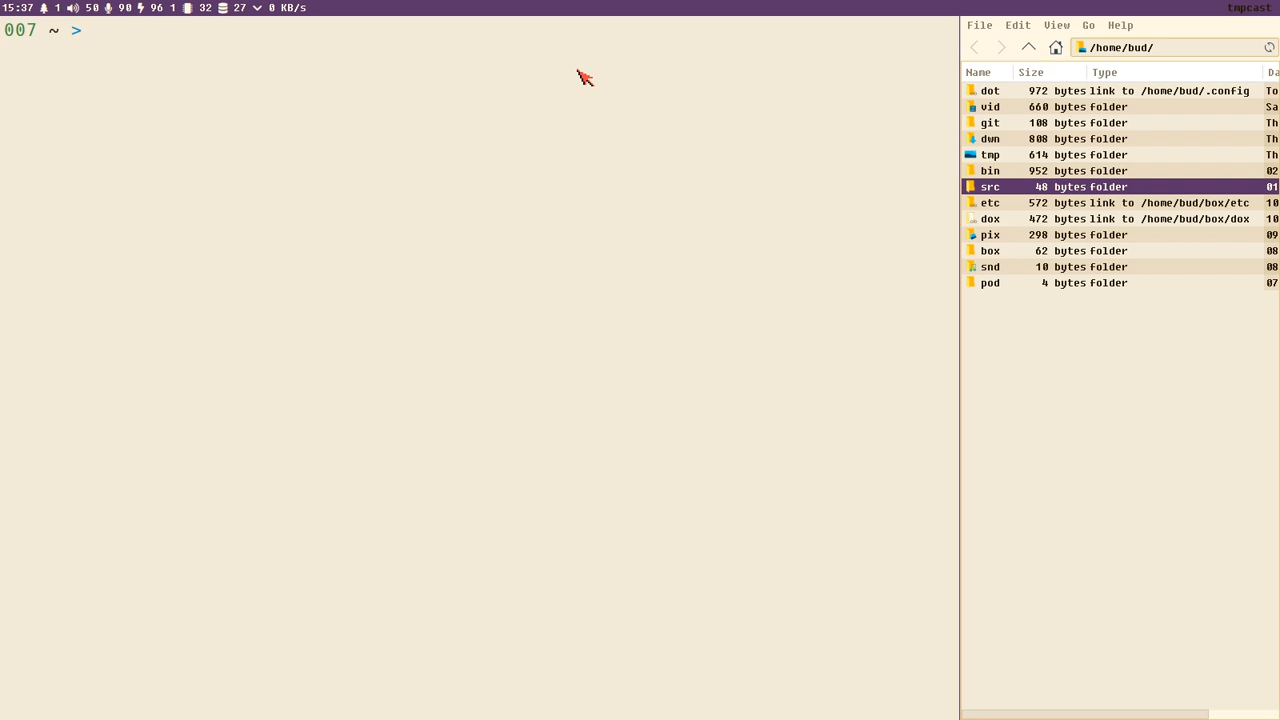 15:37 1 50 90 96 1 32 27 0 KB/s tmpcast
007 ~ >
File Edit View Go Help
/home/bud/
Name Size Type Da
dot 972 bytes link to /home/bud/.config To
vid 660 bytes folder Sa
git 108 bytes folder Th
dwn 808 bytes folder Th
tmp 614 bytes folder Th
bin 952 bytes folder 02
src 48 bytes folder 01
etc 572 bytes link to /home/bud/box/etc 10
dox 472 bytes link to /home/bud/box/dox 10
pix 298 bytes folder 09
box 62 bytes folder 08
snd 10 bytes folder 08
pod 4 bytes folder 07